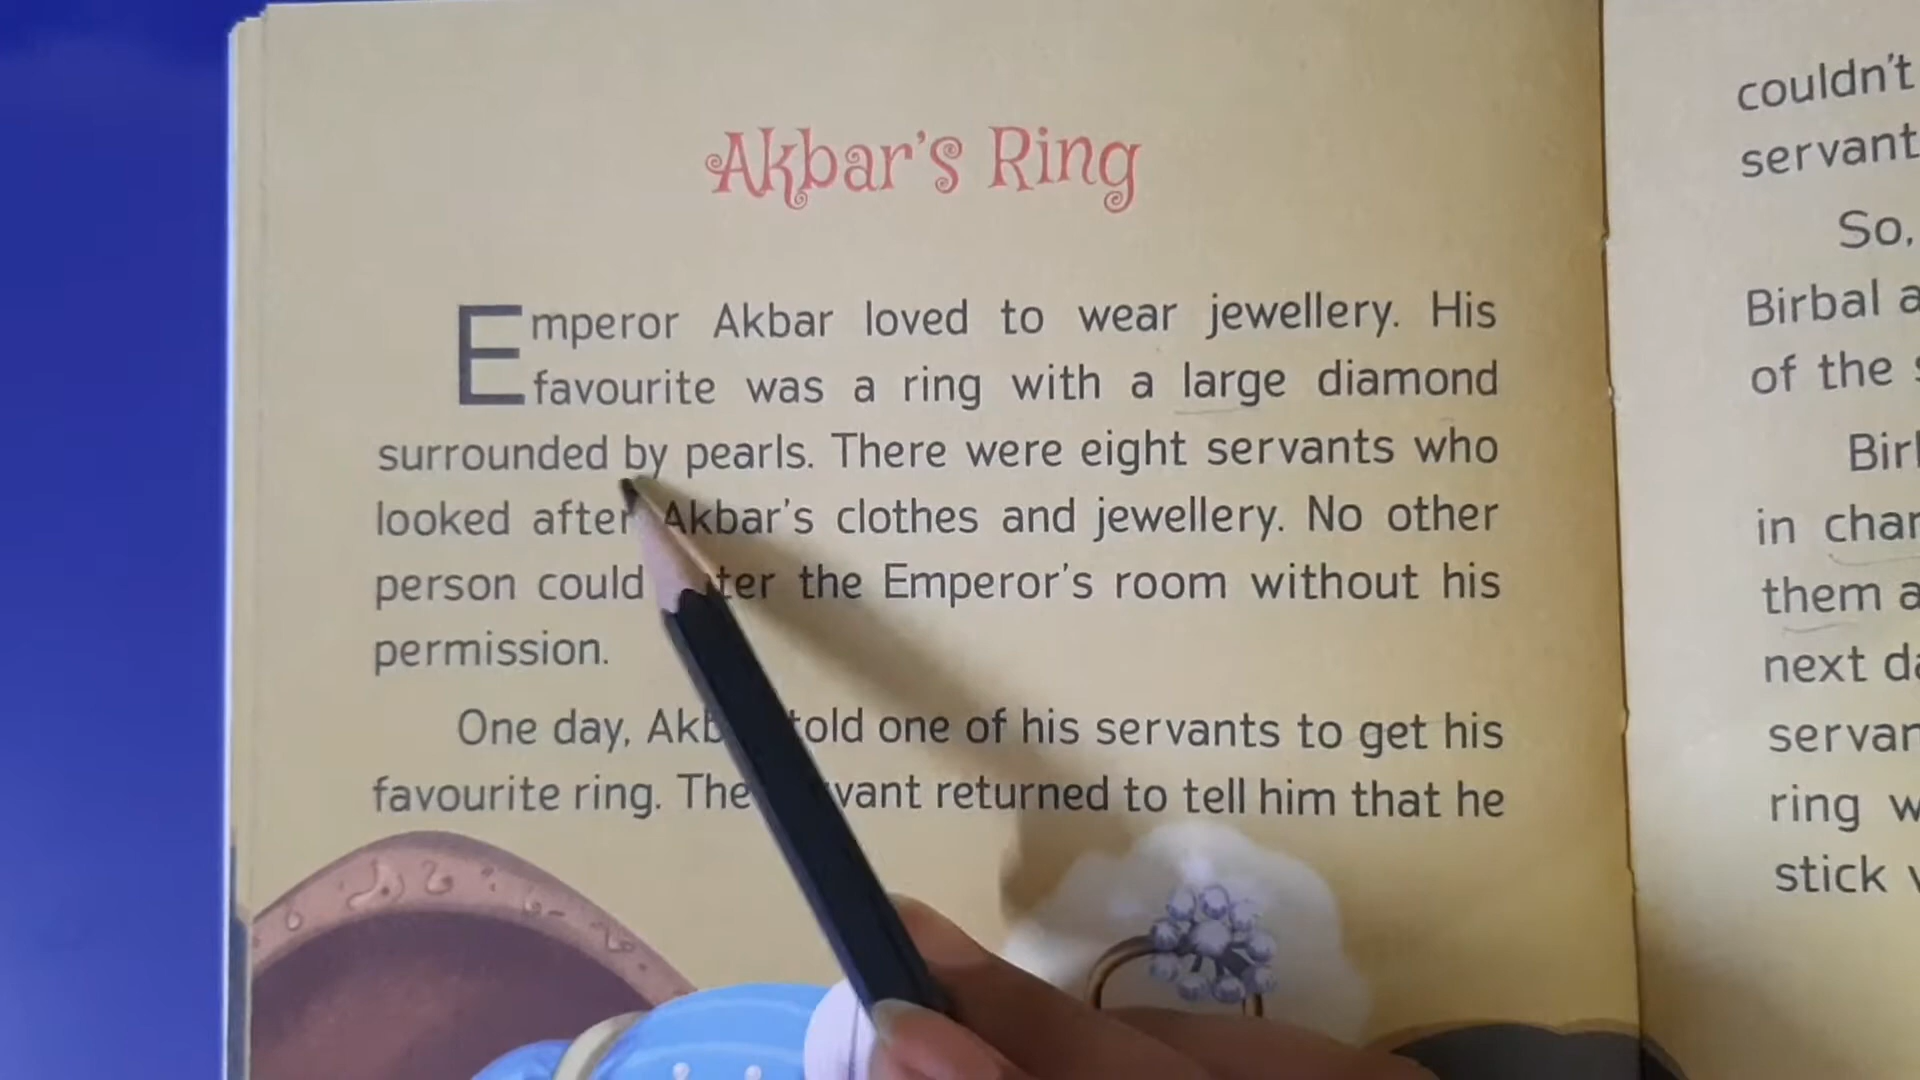 Akbar's Ring
Emperor Akbar loved to wear jewellery. His
favourite was a ring with a large diamond
surrounded by pearls. There were eight servants who
looked after Akbar's clothes and jewellery. No other
person could the Emperor's room without his
permission.
One day, told one of his servants to get his
favourite ring. The returned to tell him that he
couldn't
servant
So,
Birbal
of the
in
them
next
ring
stick